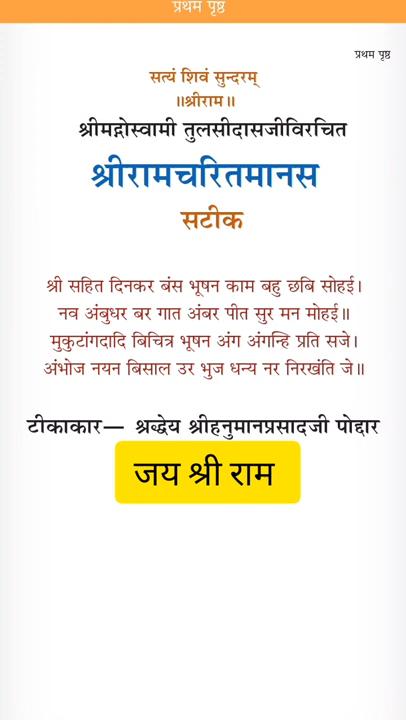 प्रथम पृष्ठ
प्रथम पृष्ठ
सत्यं शिवं सुन्दरम्
॥श्रीराम॥
श्रीमद्गोस्वामी तुलसीदासजीविरचित
श्रीरामचरितमानस
सटीक
श्री सहित दिनकर बंस भूषन काम बहु छबि सोहई।
नव अंबुधर बर गात अंबर पीत सुर मन मोहई॥
मुकुटांगदादि बिचित्र भूषन अंग अंगन्हि प्रति सजे।
अंभोज नयन बिसाल उर भुज धन्य नर निरखंति जे॥
टीकाकार— श्रद्धेय श्रीहनुमानप्रसादजी पोद्दार
जय श्री राम